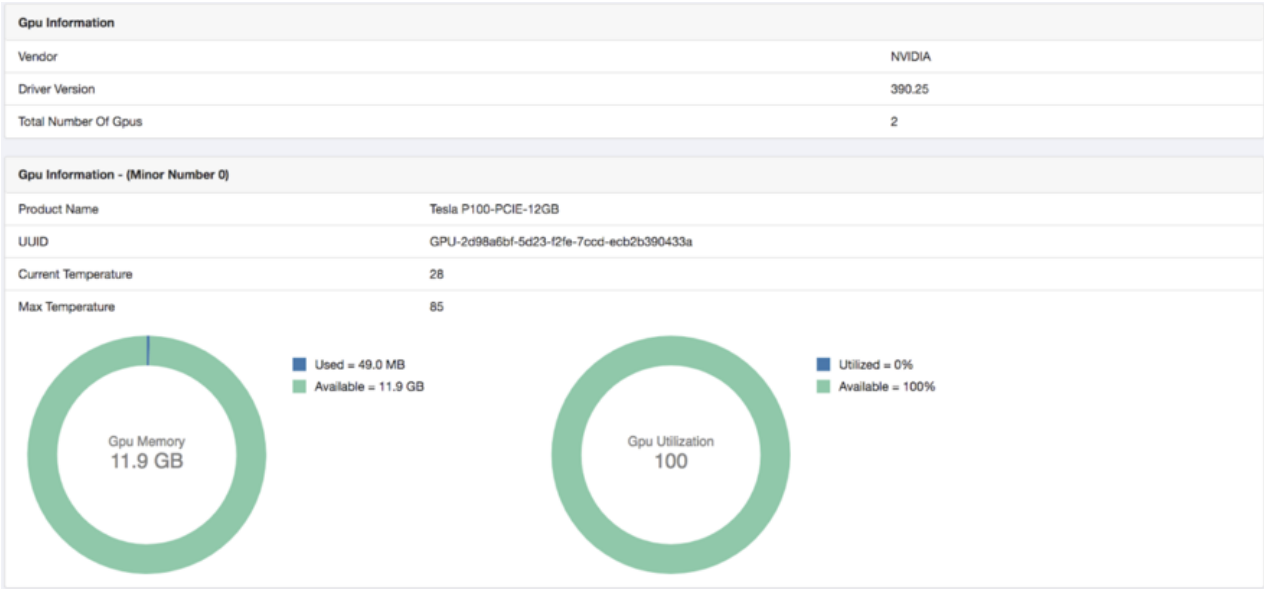 Gpu Information
Vendor NVIDIA
Driver Version 390.25
Total Number Of Gpus 2
Gpu Information - (Minor Number 0)
Product Name Tesla P100-PCIE-12GB
UUID GPU-2d98a6bf-5d23-f2fe-7ccd-ecb2b390433a
Current Temperature 28
Max Temperature 85
Used = 49.0 MB
Available = 11.9 GB
Gpu Memory
11.9 GB
Utilized = 0%
Available = 100%
Gpu Utilization
100